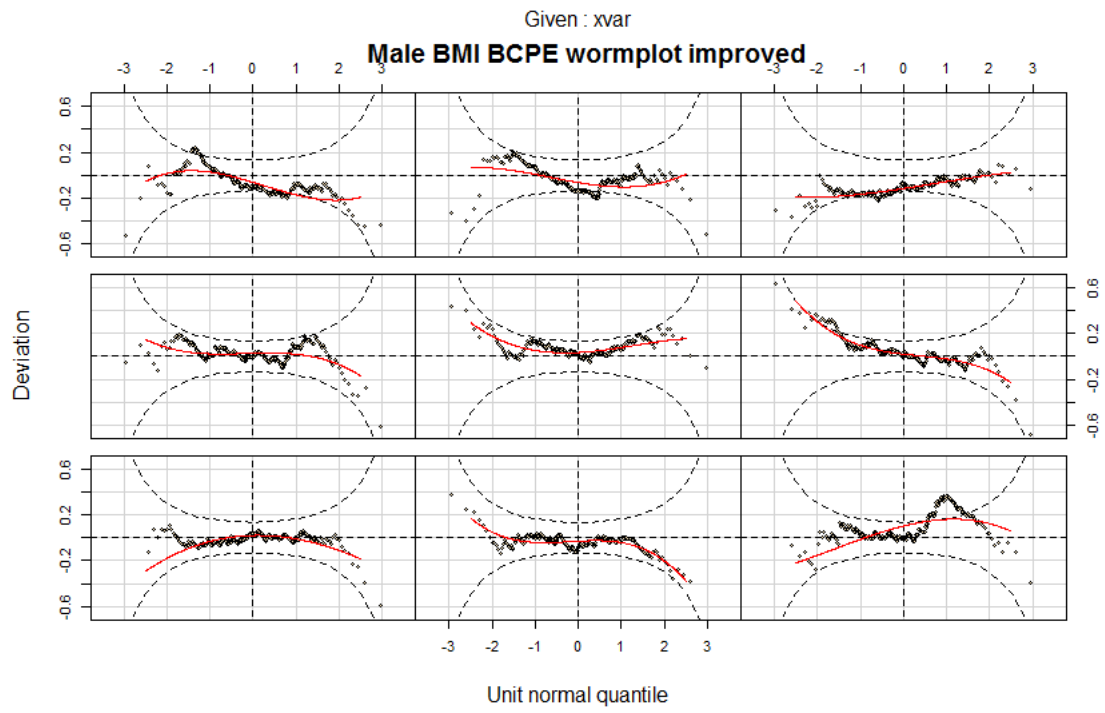 Given : xvar
Male BMI BCPE wormplot improved
-3 -2 -1 0 1 2 3 -3 -2 -1 0 1 2 3
0.6
0.2
-0.2
-0.6
0.6
0.2
-0.2
-0.6
Deviation
0.6
0.2
-0.2
-0.6
-3 -2 -1 0 1 2 3
Unit normal quantile